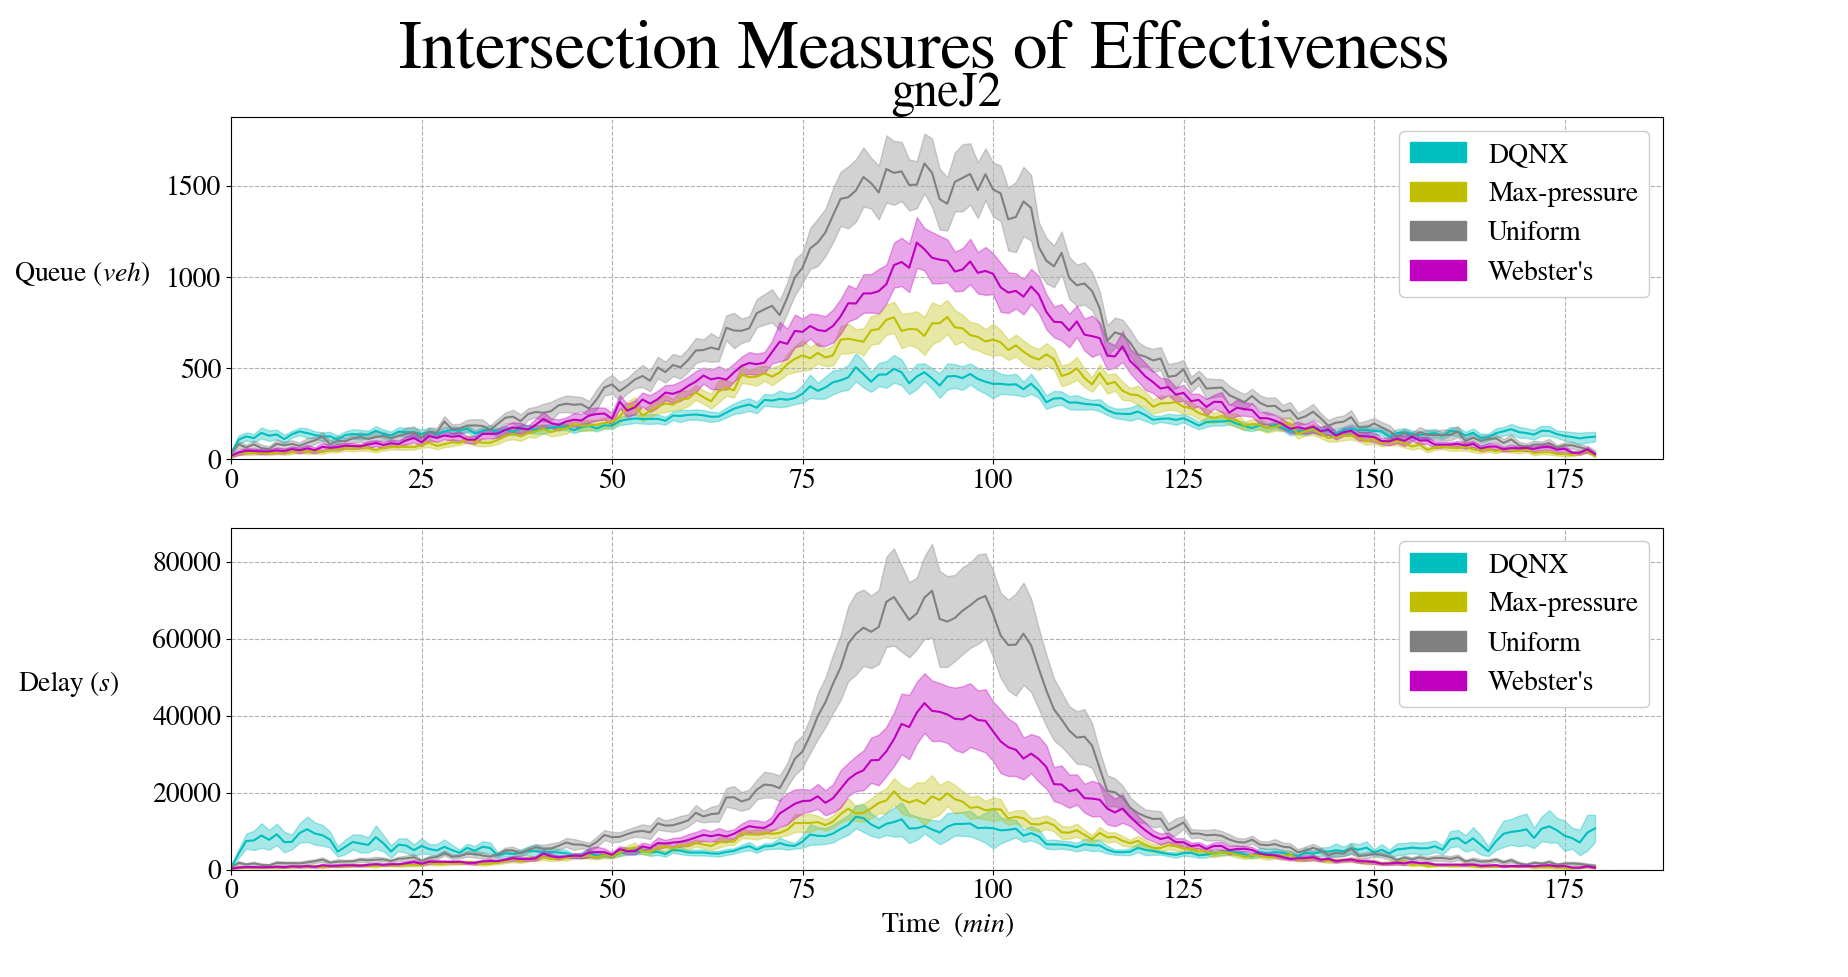 Intersection Measures of Effectiveness
gneJ2
1500
1000
500
0
Queue (veh)
0 25 50 75 100 125 150 175
DQNX
Max-pressure
Uniform
Webster's
80000
60000
40000
20000
0
Delay (s)
0 25 50 75 100 125 150 175
Time (min)
DQNX
Max-pressure
Uniform
Webster's